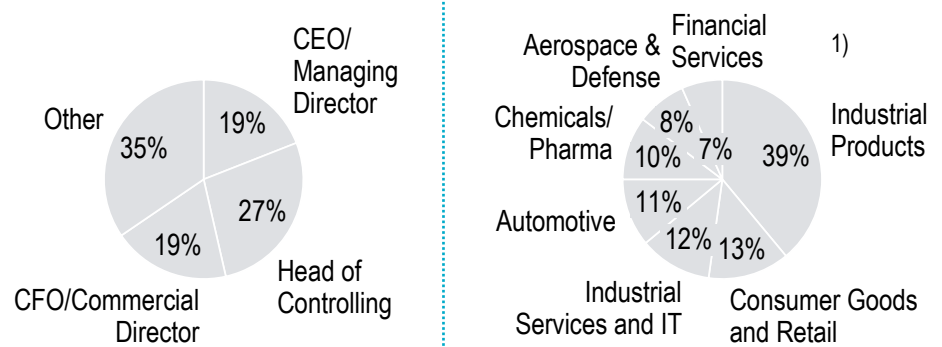 CEO/
Managing
Director
19%
Other
35%
27%
19%
Head of
Controlling
CFO/Commercial
Director
Financial
Services
1)
Aerospace &
Defense
8%
7%
Chemicals/
Pharma
10%
39%
Industrial
Products
Automotive
11%
12%
13%
Industrial
Services and IT
Consumer Goods
and Retail